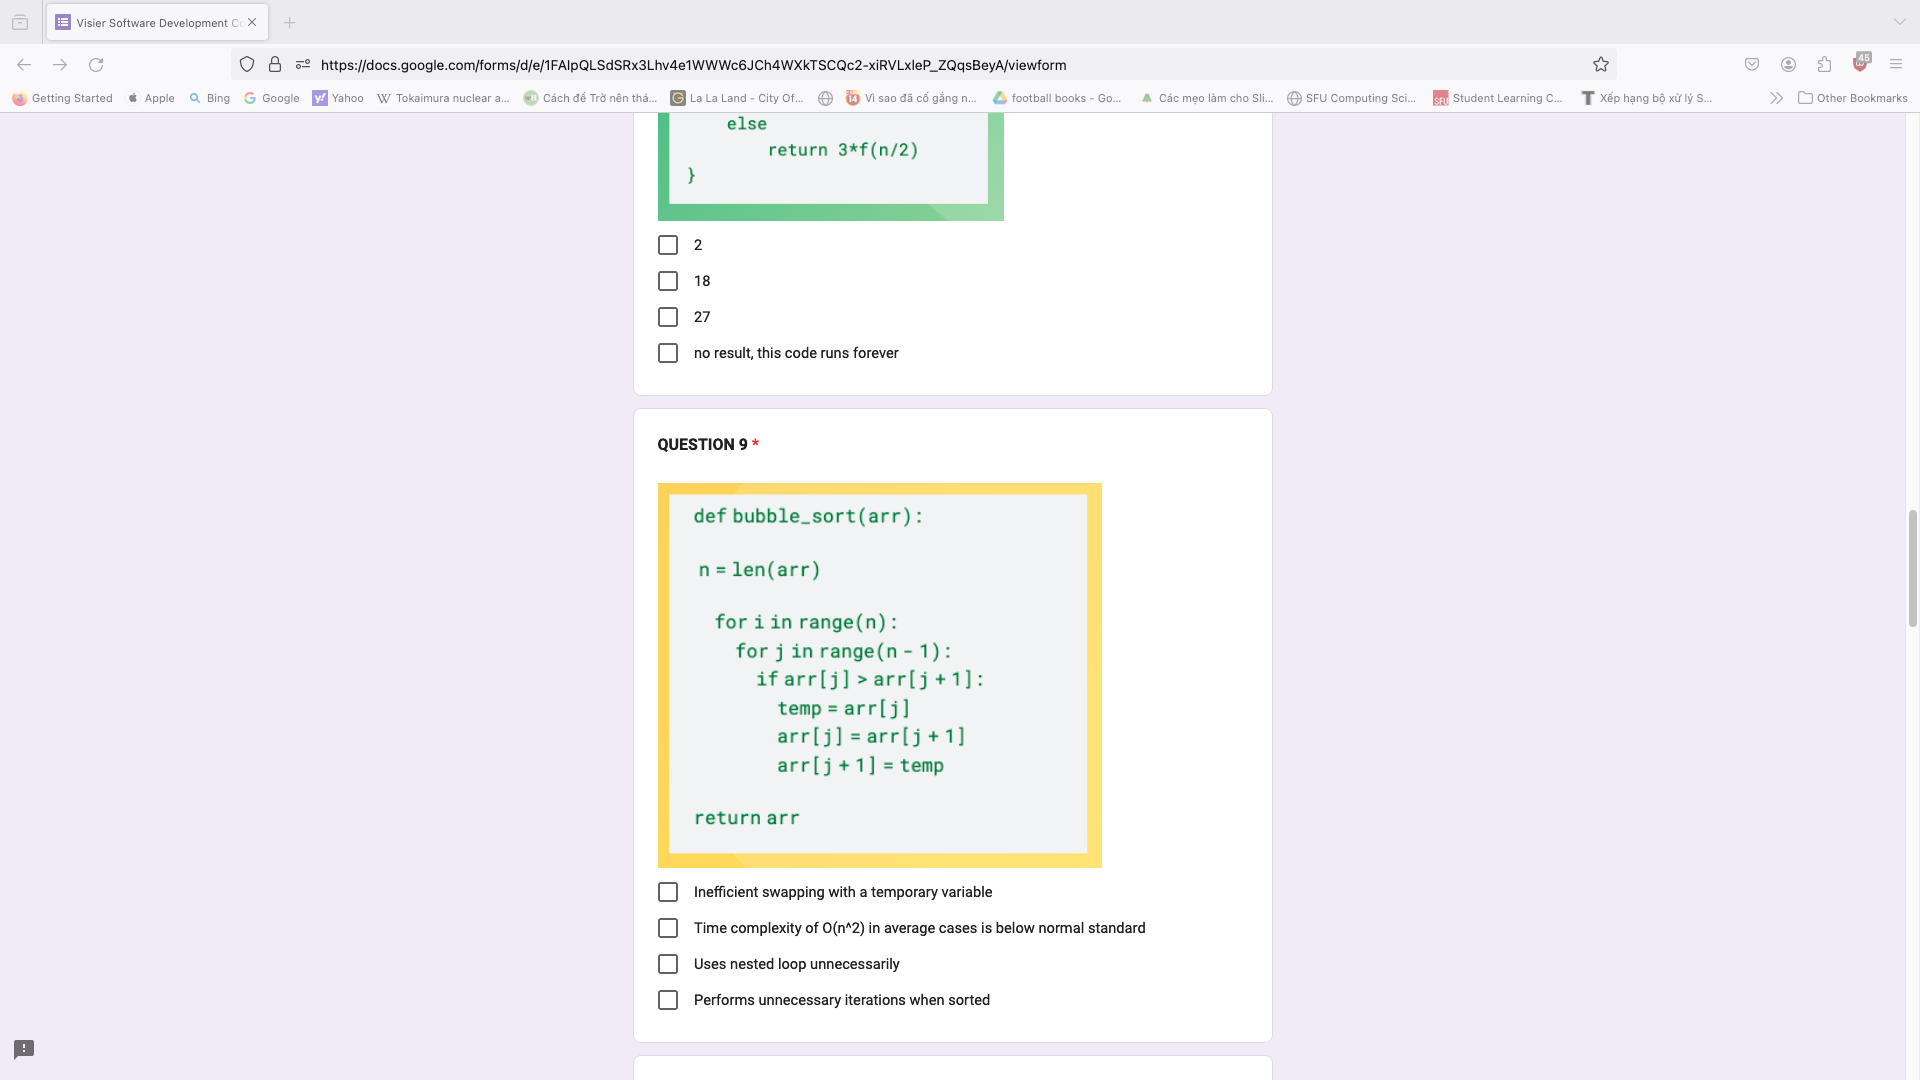 Visier Software Development Co
https://docs.google.com/forms/d/e/1FAIpQLSdSRx3Lhv4e1WWWc6JCh4WXkTSCQc2-xiRVLxleP_ZQqsBeyA/viewform
45
Getting Started
Apple
Bing
Google
Yahoo
Tokaimura nuclear a...
Cách để Trở nên thá...
La La Land - City Of...
Vì sao đã cố gắng n...
football books - Go...
Các mẹo làm cho Sli...
SFU Computing Sci...
Student Learning C...
Xếp hạng bộ xử lý S...
Other Bookmarks
else
return 3*f(n/2)
}
2
18
27
no result, this code runs forever
QUESTION 9 *
def bubble_sort(arr):
n = len(arr)
for i in range(n):
for j in range(n - 1):
if arr[j] > arr[j + 1]:
temp = arr[j]
arr[j] = arr[j + 1]
arr[j + 1] = temp
return arr
Inefficient swapping with a temporary variable
Time complexity of O(n^2) in average cases is below normal standard
Uses nested loop unnecessarily
Performs unnecessary iterations when sorted